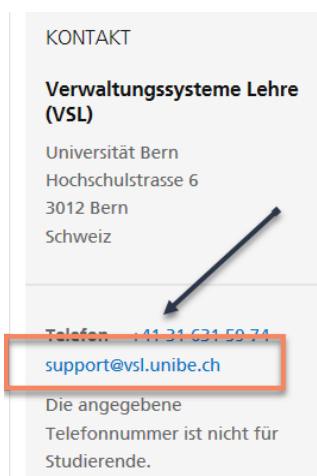 KONTAKT
Verwaltungssysteme Lehre
(VSL)
Universität Bern
Hochschulstrasse 6
3012 Bern
Schweiz
Telefon +41 31 631 59 74
support@vsl.unibe.ch
Die angegebene
Telefonnummer ist nicht für
Studierende.